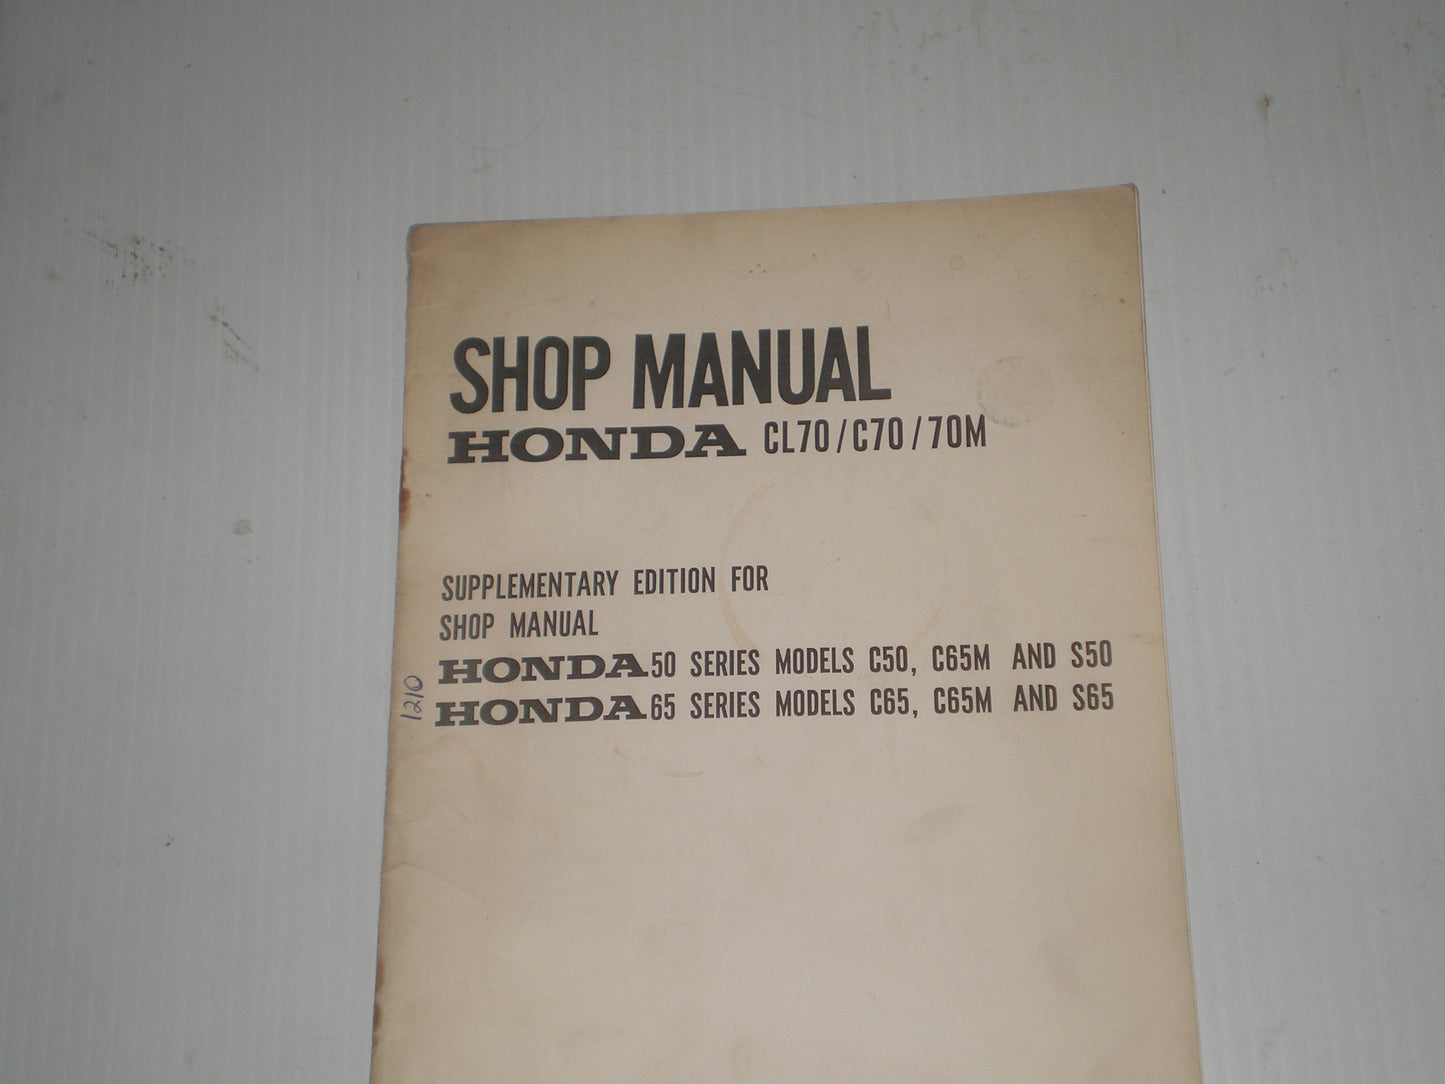 SHOP MANUAL
HONDA CL70/C70/70M
SUPPLEMENTARY EDITION FOR
SHOP MANUAL
HONDA 50 SERIES MODELS C50, C65M AND S50
HONDA 65 SERIES MODELS C65, C65M AND S65
1210